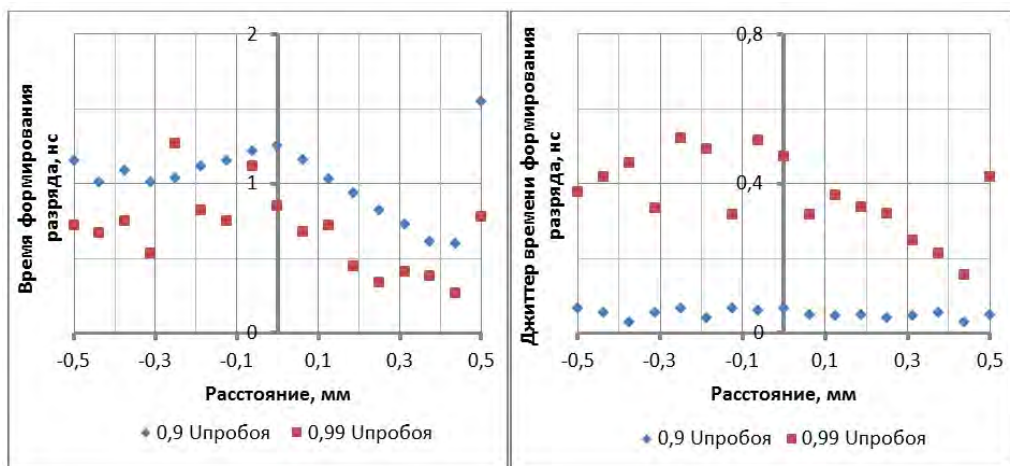 Время формирования
разряда, нс
2
1
0
-0,5 -0,3 -0,1 0,1 0,3 0,5
Расстояние, мм
0,9 Uпробоя 0,99 Uпробоя
Джиттер времени формирования
разряда, нс
0,8
0,4
0
-0,5 -0,3 -0,1 0,1 0,3 0,5
Расстояние, мм
0,9 Uпробоя 0,99 Uпробоя